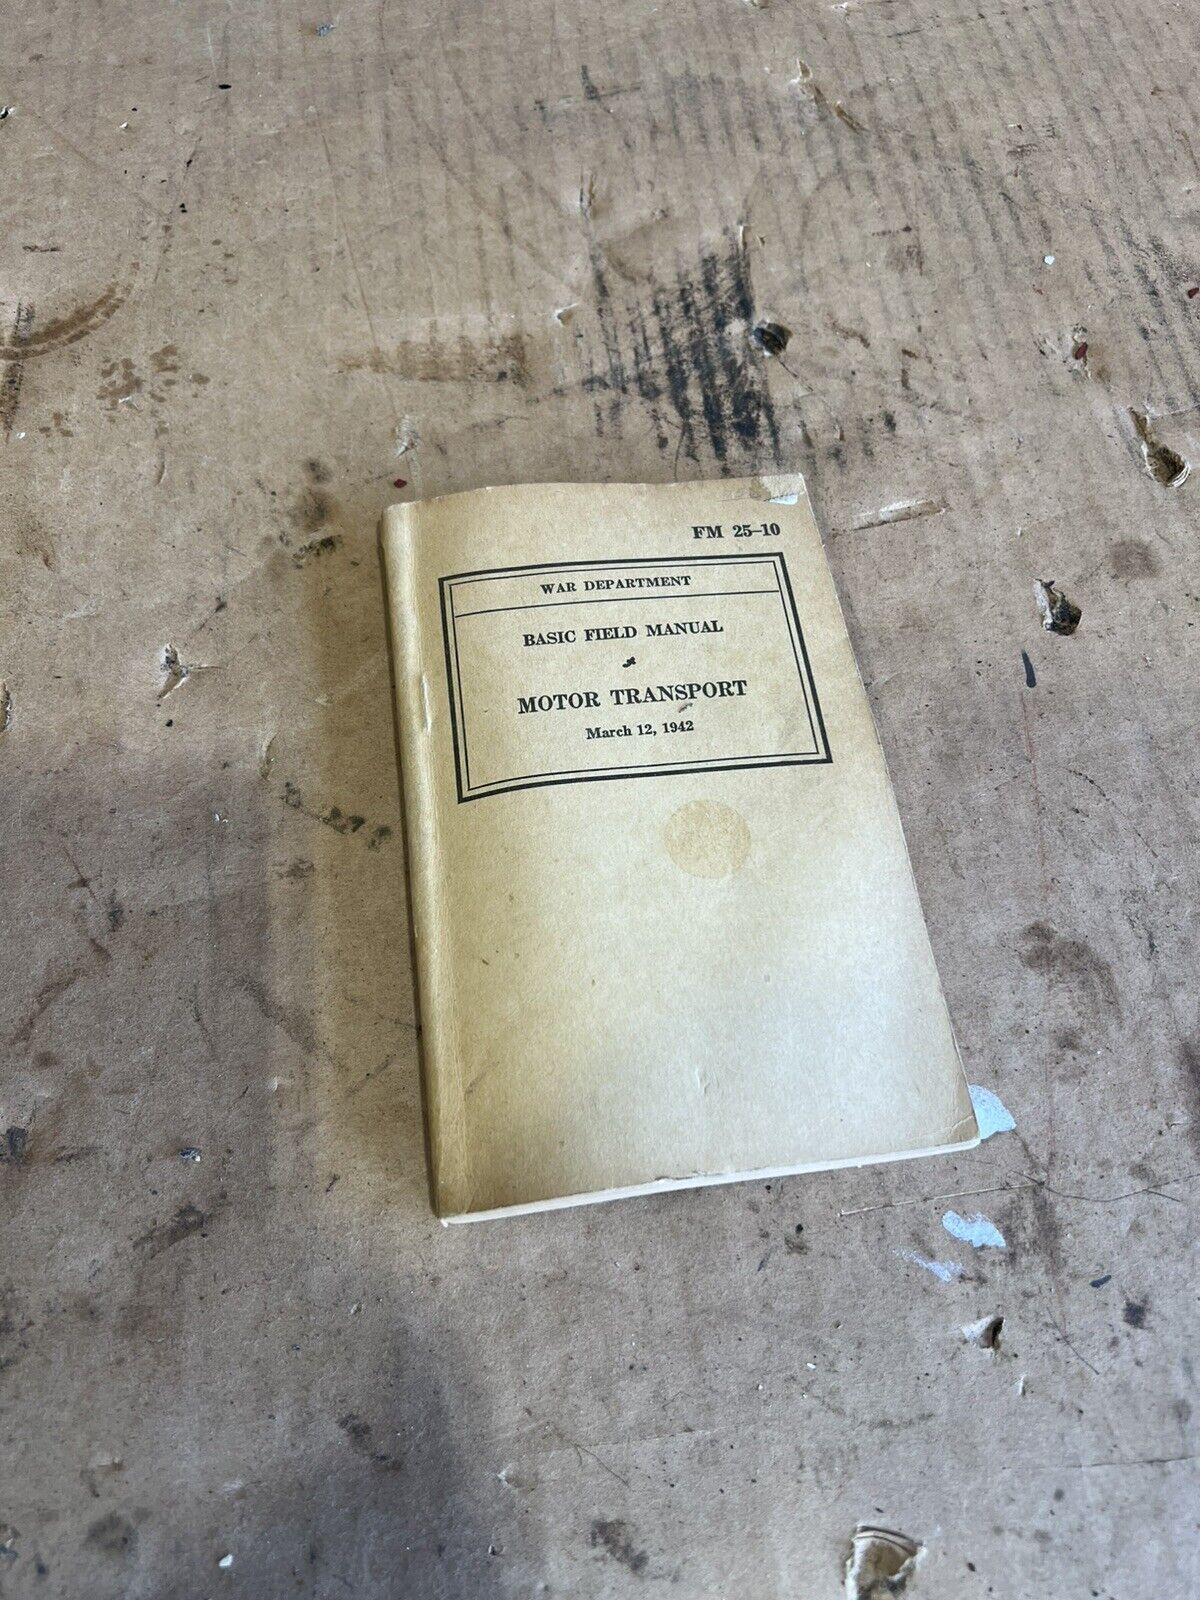 FM 25–10
WAR DEPARTMENT
BASIC FIELD MANUAL
MOTOR TRANSPORT
March 12, 1942